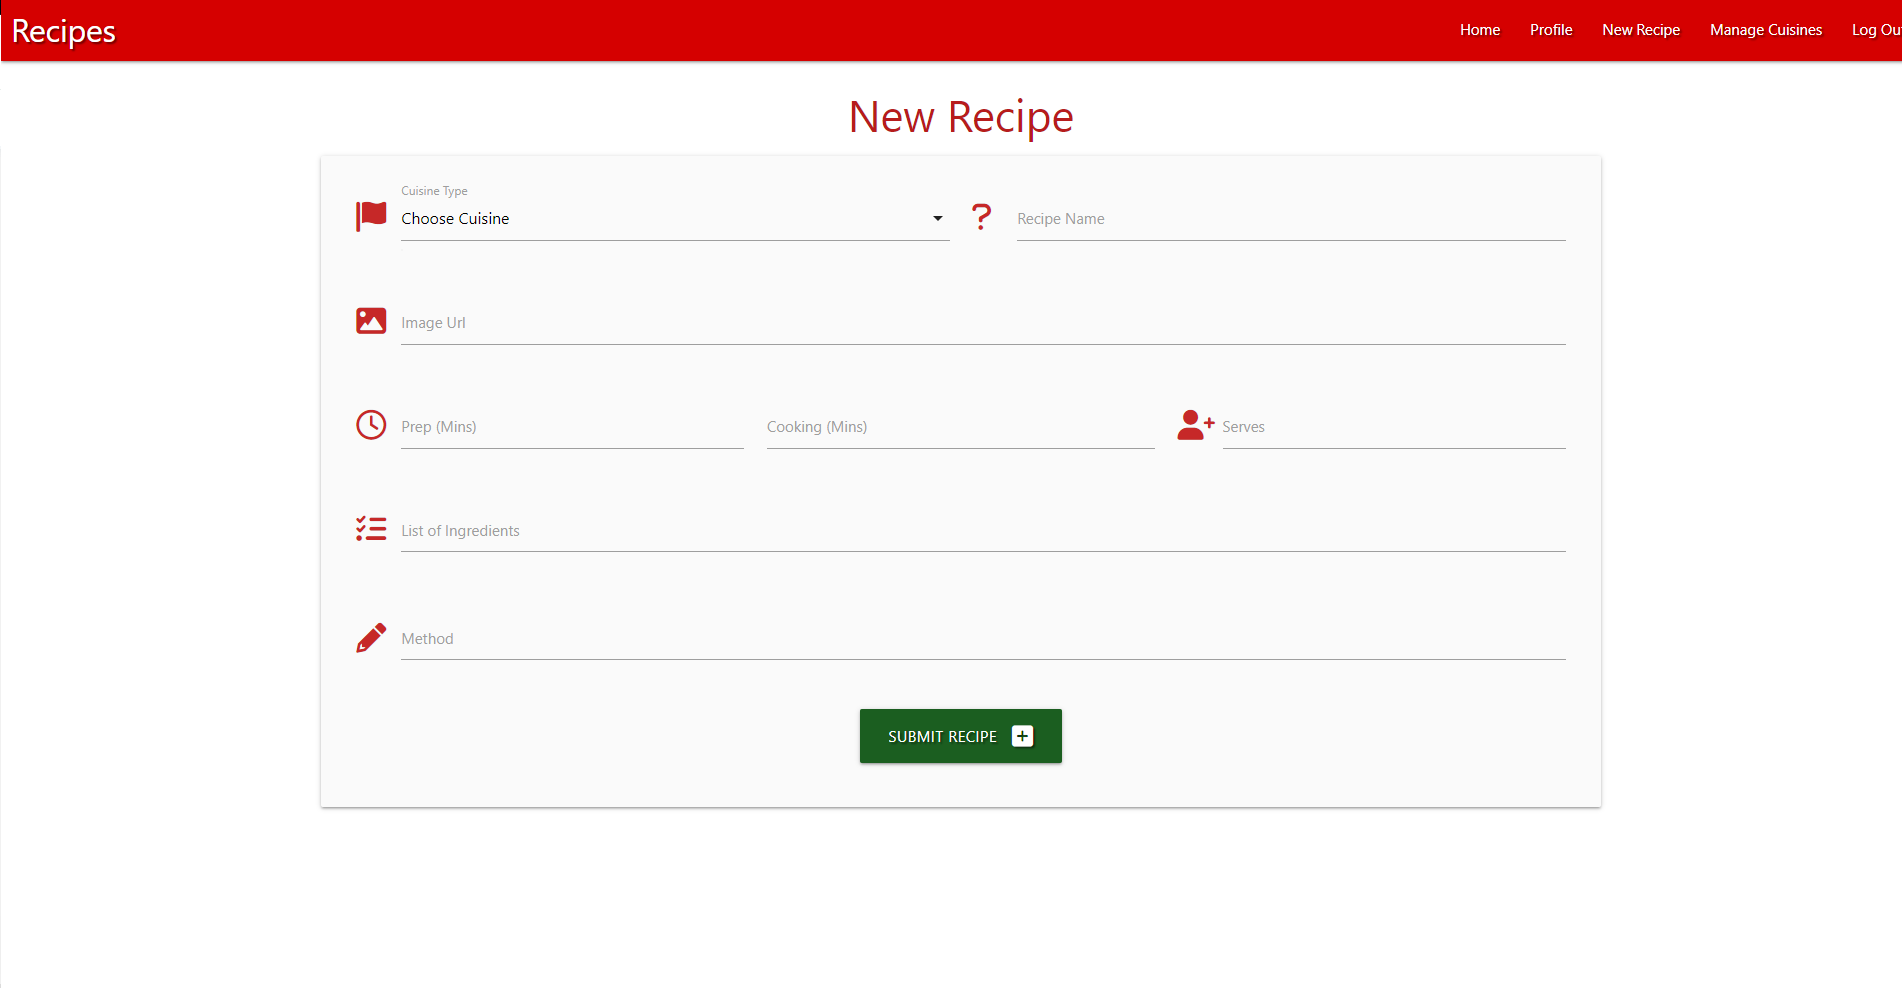 Recipes
Home Profile New Recipe Manage Cuisines Log Ou
New Recipe
Cuisine Type
Choose Cuisine
Recipe Name
Image Url
Prep (Mins) Cooking (Mins) Serves
List of Ingredients
Method
SUBMIT RECIPE